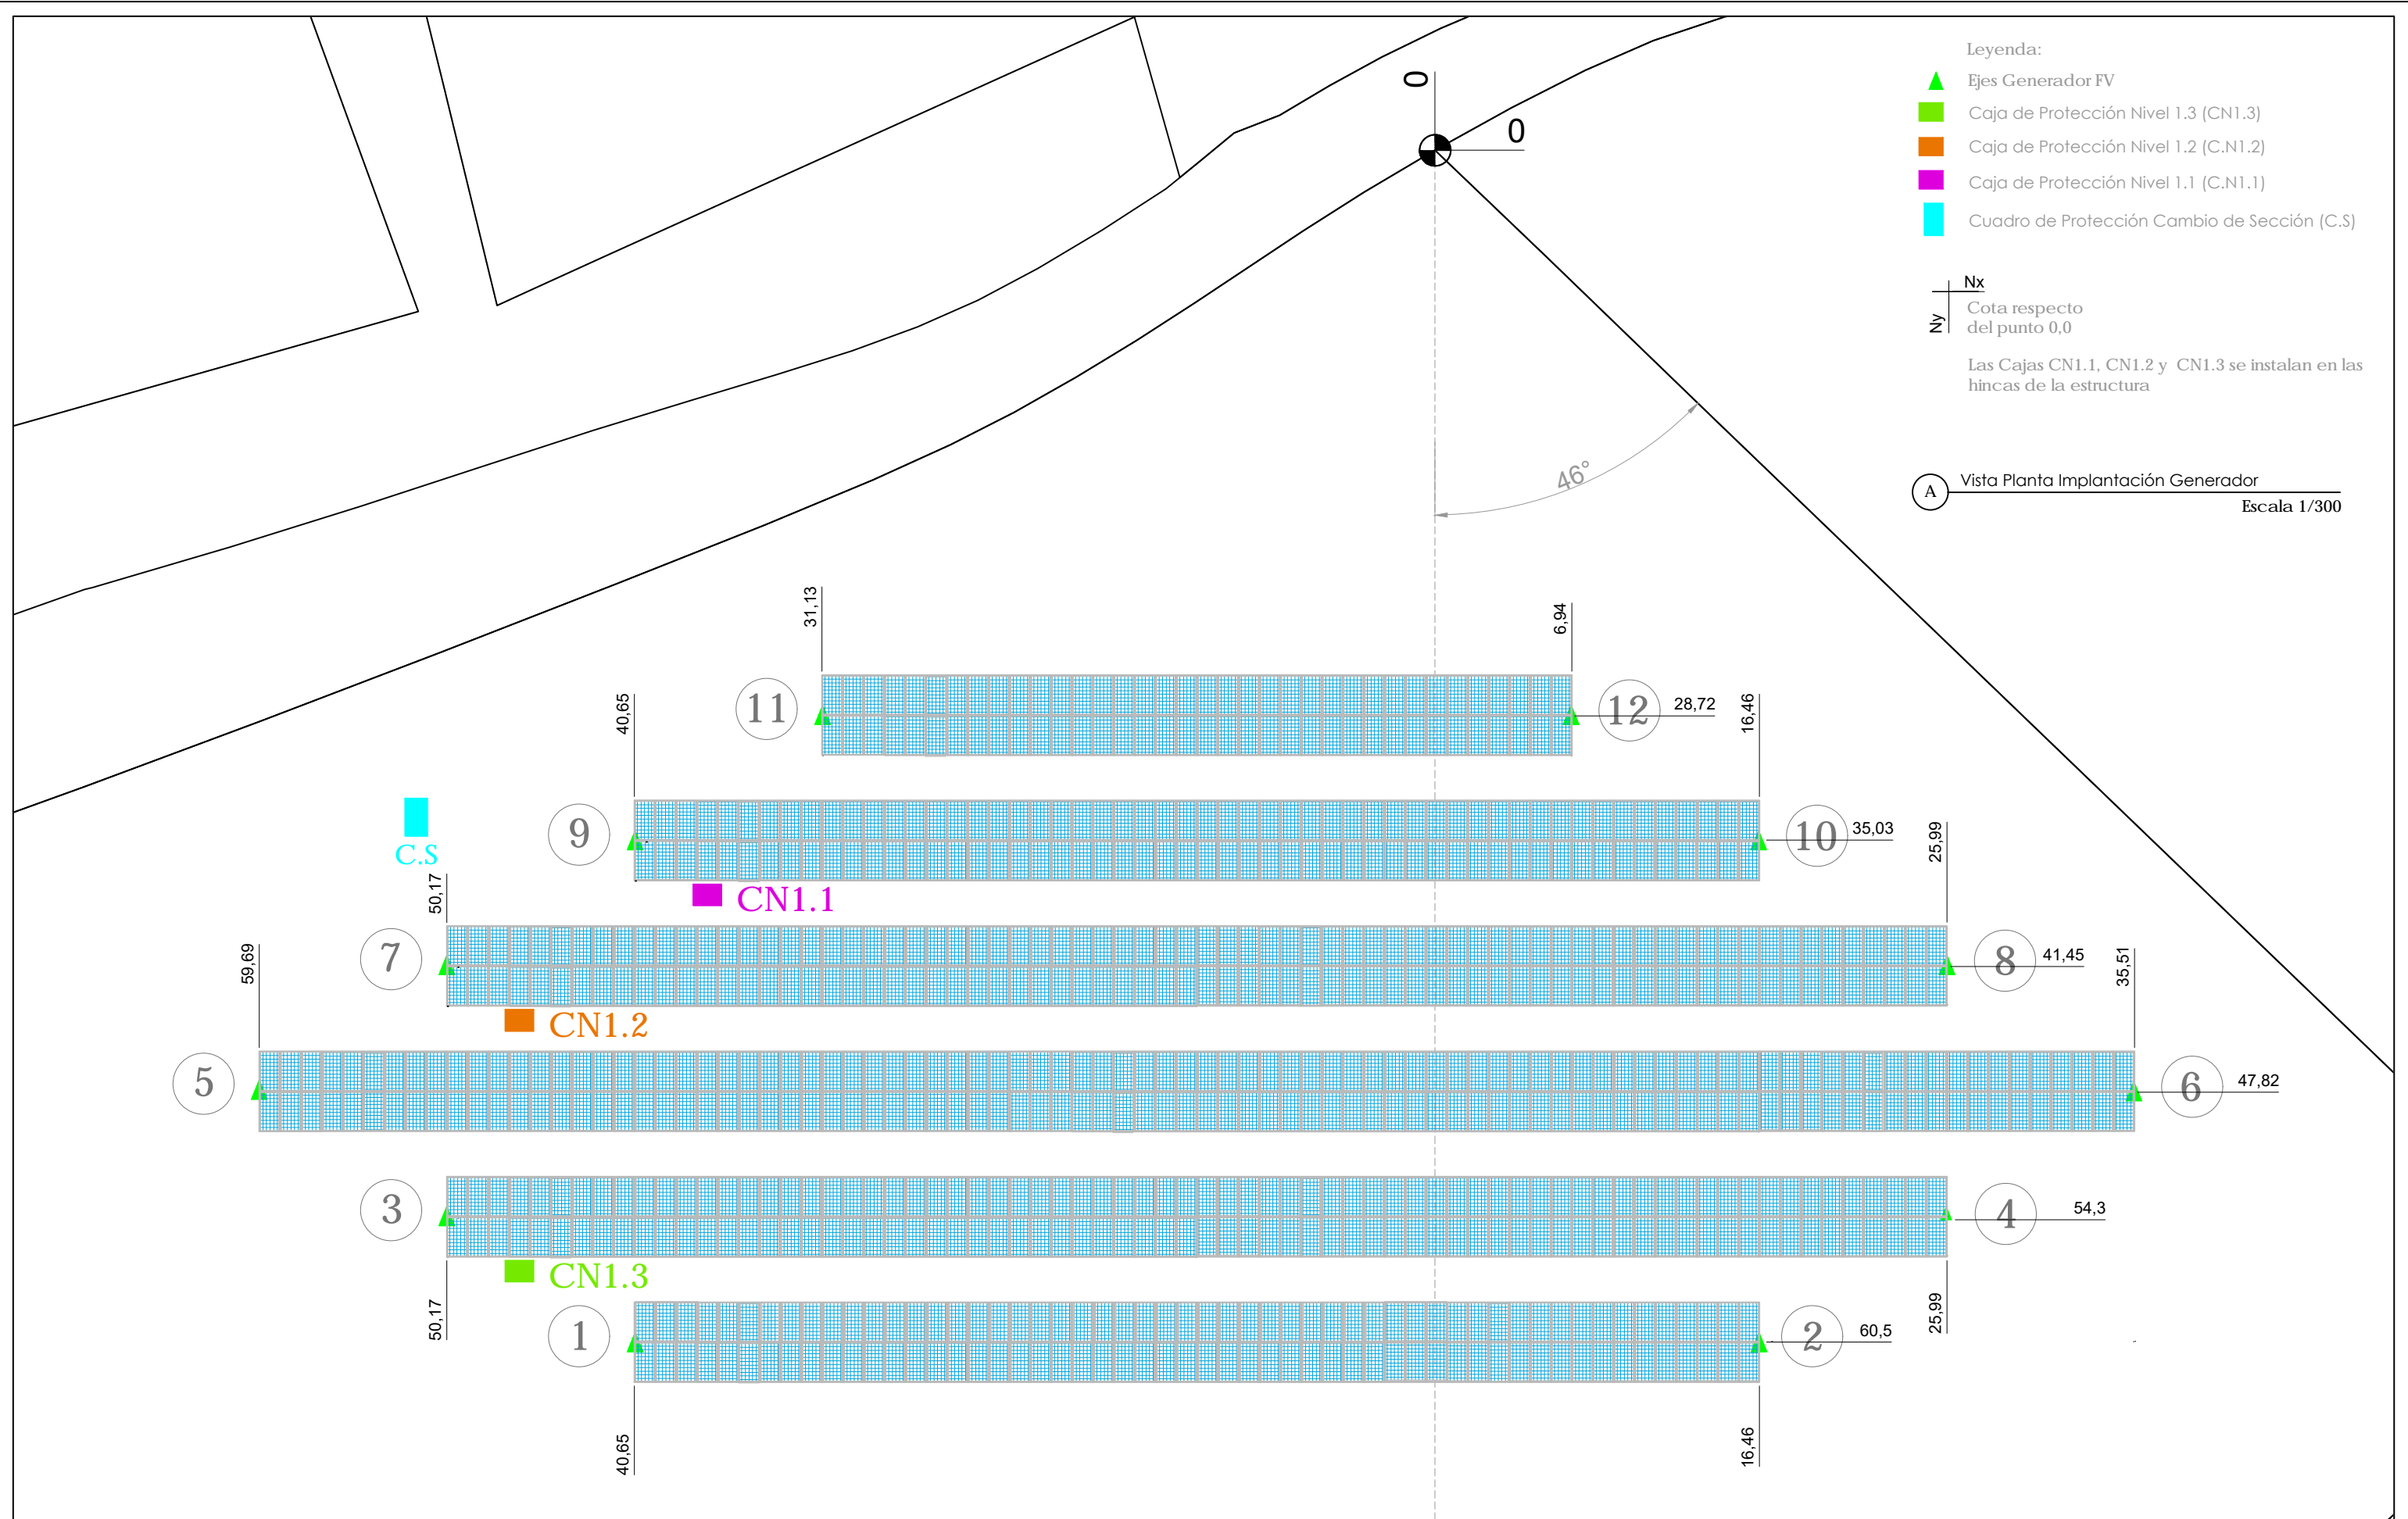 Leyenda:
Ejes Generador FV
Caja de Protección Nivel 1.3 (CN1.3)
Caja de Protección Nivel 1.2 (C.N1.2)
Caja de Protección Nivel 1.1 (C.N1.1)
Cuadro de Protección Cambio de Sección (C.S)
Nx
Ny
Cota respecto
del punto 0,0
Las Cajas CN1.1, CN1.2 y CN1.3 se instalan en las
hincas de la estructura
A
Vista Planta Implantación Generador
Escala 1/300
0
0
46°
31,13
6,94
11
12
28,72
40,65
16,46
9
10
35,03
C.S
CN1.1
50,17
25,99
7
8
41,45
CN1.2
59,69
35,51
5
6
47,82
3
4
54,3
CN1.3
50,17
25,99
1
2
60,5
40,65
16,46